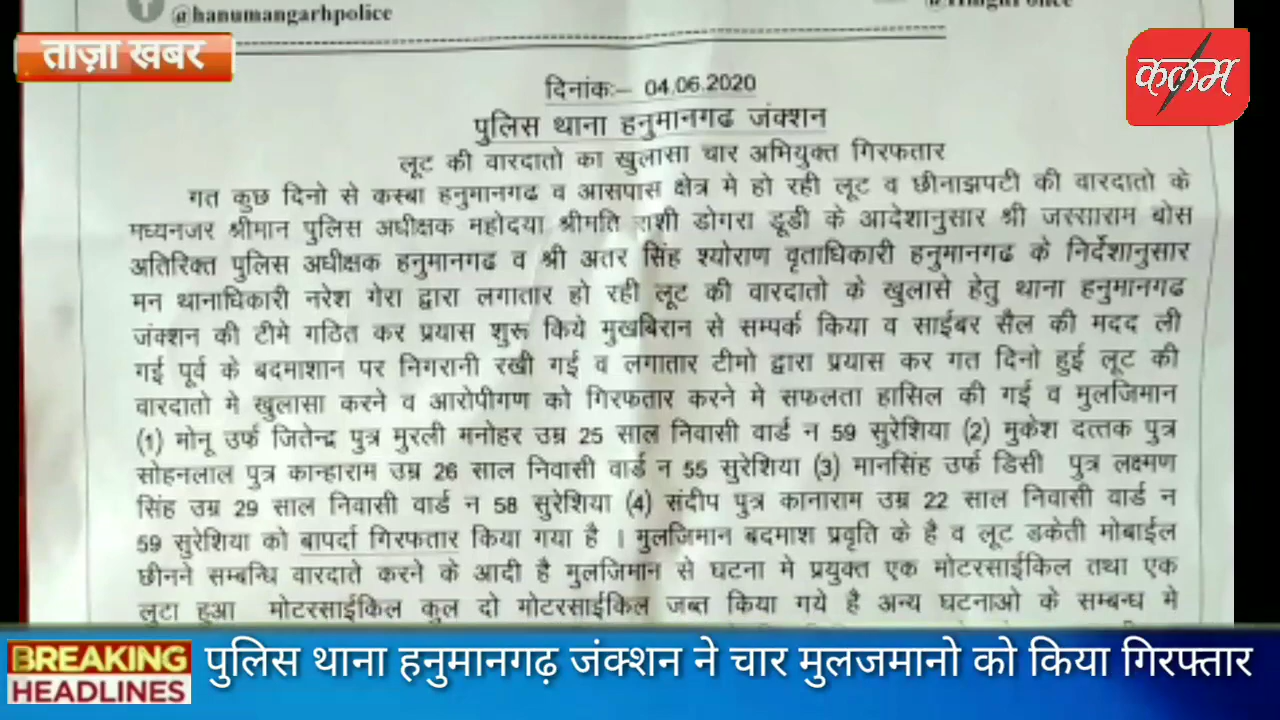 @hanumangarhpolice
ताज़ा खबर
कलम
दिनांकः– 04.06.2020
पुलिस थाना हनुमानगढ जंक्शन
लूट की वारदातो का खुलासा चार अभियुक्त गिरफतार
गत कुछ दिनो से कस्बा हनुमानगढ व आसपास क्षेत्र मे हो रही लूट व छीनाझपटी की वारदातो के
मध्यनजर श्रीमान पुलिस अधीक्षक महोदया श्रीमति राशी डोगरा डूडी के आदेशानुसार श्री जस्साराम बोस
अतिरिक्त पुलिस अधीक्षक हनुमानगढ व श्री अतर सिंह श्योराण वृताधिकारी हनुमानगढ के निर्देशानुसार
मन थानाधिकारी नरेश गेरा द्वारा लगातार हो रही लूट की वारदातो के खुलासे हेतु थाना हनुमानगढ
जंक्शन की टीमे गठित कर प्रयास शुरू किये मुखबिरान से सम्पर्क किया व साईबर सैल की मदद ली
गई पूर्व के बदमाशान पर निगरानी रखी गई व लगातार टीमो द्वारा प्रयास कर गत दिनो हुई लूट की
वारदातो मे खुलासा करने व आरोपीगण को गिरफतार करने मे सफलता हासिल की गई व मुलजिमान
(1) मोनू उर्फ जितेन्द्र पुत्र मुरली मनोहर उम्र 25 साल निवासी वार्ड न 59 सुरेशिया (2) मुकेश दत्तक पुत्र
सोहनलाल पुत्र कान्हाराम उम्र 26 साल निवासी वार्ड न 55 सुरेशिया (3) मानसिंह उर्फ डिसी पुत्र लक्ष्मण
सिंह उम्र 29 साल निवासी वार्ड न 58 सुरेशिया (4) संदीप पुत्र कानाराम उम्र 22 साल निवासी वार्ड न
59 सुरेशिया को बापर्दा गिरफतार किया गया है । मुलजिमान बदमाश प्रवृति के है व लूट डकेती मोबाईल
छीनने सम्बन्धि वारदाते करने के आदी है मुलजिमान से घटना मे प्रयुक्त एक मोटरसाईकिल तथा एक
लुटा हुआ मोटरसाईकिल कुल दो मोटरसाईकिल जब्त किया गये है अन्य घटनाओ के सम्बन्ध मे
BREAKING
HEADLINES
पुलिस थाना हनुमानगढ़ जंक्शन ने चार मुलजमानो को किया गिरफ्तार